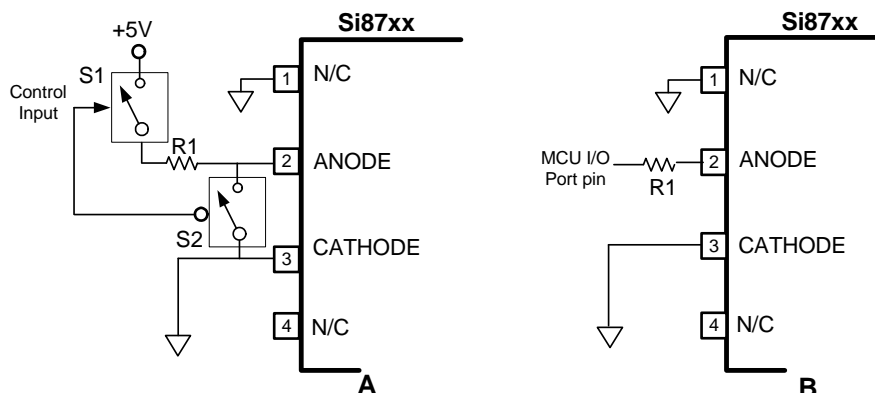 Si87xx
+5V
S1
Control
Input
1
N/C
R1
2
ANODE
S2
3
CATHODE
4
N/C
A
Si87xx
1
N/C
MCU I/O
Port pin
R1
2
ANODE
3
CATHODE
4
N/C
B